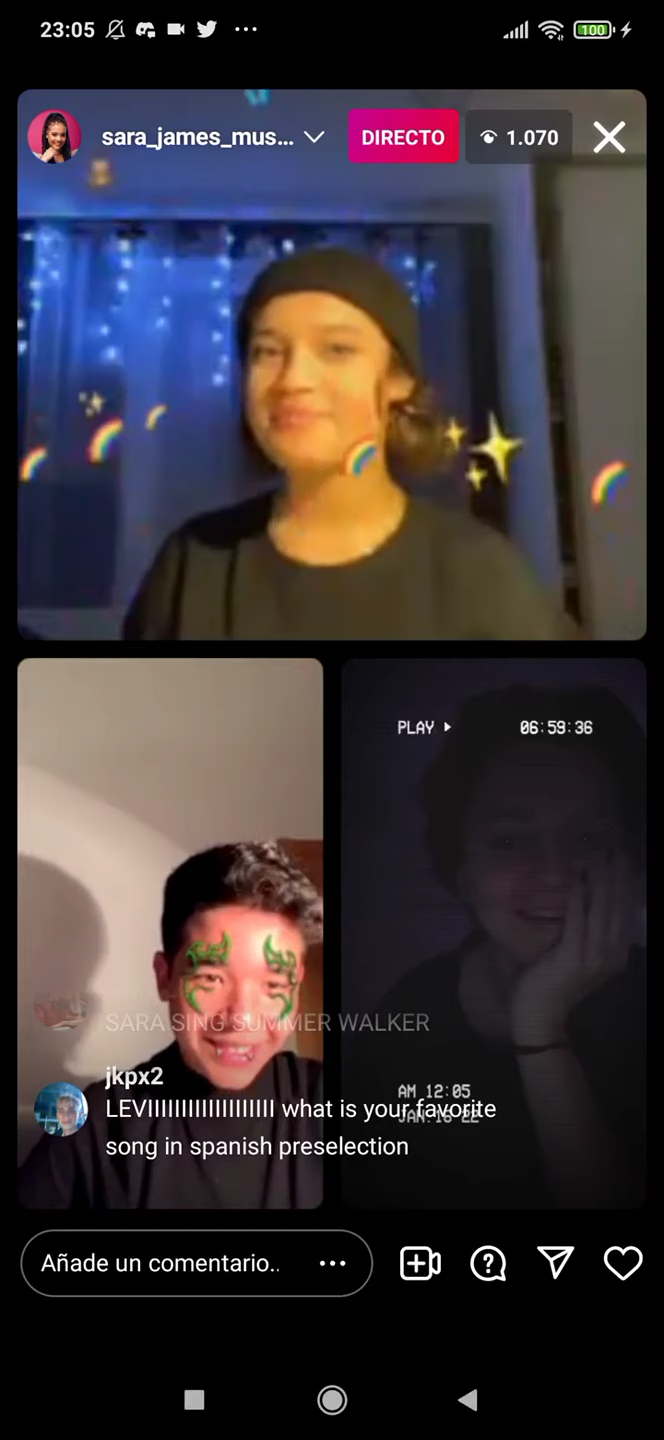 23:05
100
sara_james_mus...
DIRECTO
1.070
PLAY
06:59:36
SARA SING SUMMER WALKER
jkpx2
AM 12:05
LEVIIIIIIIIIIIIIIIIIII what is your favorite
JAN. 16 22
song in spanish preselection
Añade un comentario..